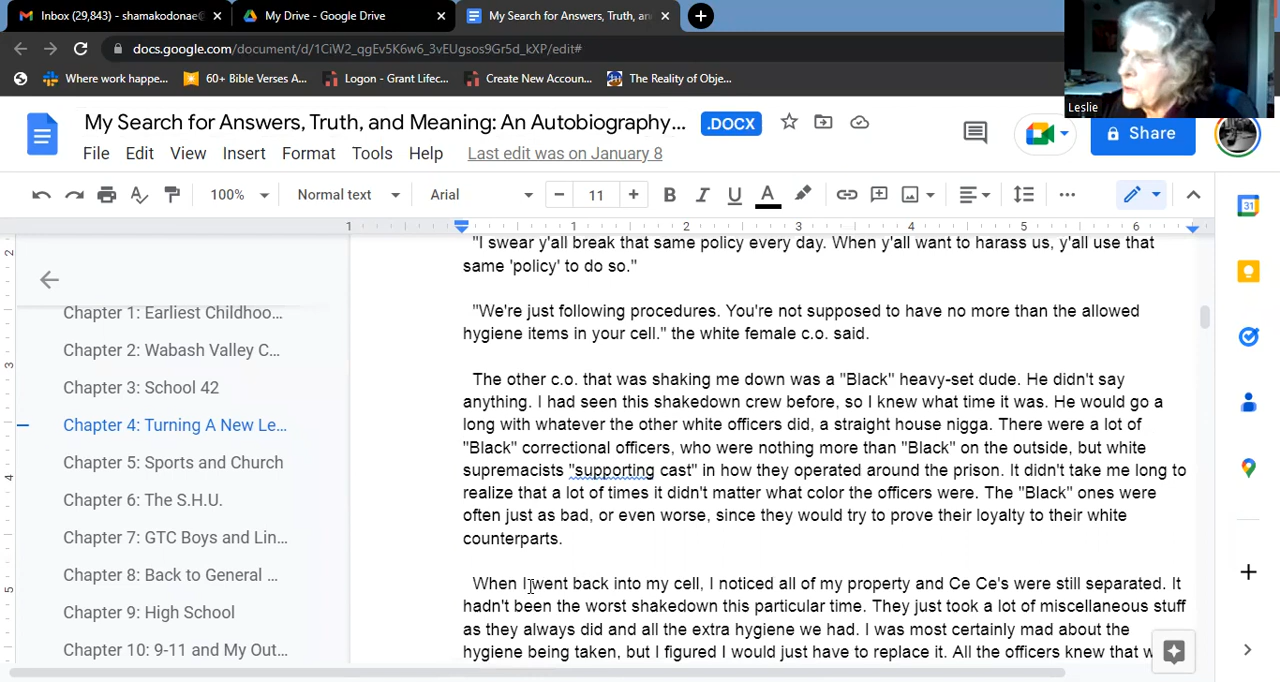 Inbox (29,843) - shamakodonae@
My Drive - Google Drive
My Search for Answers, Truth, an
docs.google.com/document/d/1CiW2_qgEv5K6w6_3vEUgsos9Gr5d_kXP/edit#
Where work happe...
60+ Bible Verses A...
Logon - Grant Lifec...
Create New Accoun...
The Reality of Obje...
Leslie
My Search for Answers, Truth, and Meaning: An Autobiography...
.DOCX
Share
File Edit View Insert Format Tools Help Last edit was on January 8
100% Normal text Arial 11 B I U A
1 1 2 3 4 5 6
2
3
4
5
Chapter 1: Earliest Childhoo...
Chapter 2: Wabash Valley C...
Chapter 3: School 42
Chapter 4: Turning A New Le...
Chapter 5: Sports and Church
Chapter 6: The S.H.U.
Chapter 7: GTC Boys and Lin...
Chapter 8: Back to General ...
Chapter 9: High School
Chapter 10: 9-11 and My Out...
"I swear y'all break that same policy every day. When y'all want to harass us, y'all use that
same 'policy' to do so."
"We're just following procedures. You're not supposed to have no more than the allowed
hygiene items in your cell." the white female c.o. said.
The other c.o. that was shaking me down was a "Black" heavy-set dude. He didn't say
anything. I had seen this shakedown crew before, so I knew what time it was. He would go a
long with whatever the other white officers did, a straight house nigga. There were a lot of
"Black" correctional officers, who were nothing more than "Black" on the outside, but white
supremacists "supporting cast" in how they operated around the prison. It didn't take me long to
realize that a lot of times it didn't matter what color the officers were. The "Black" ones were
often just as bad, or even worse, since they would try to prove their loyalty to their white
counterparts.
When I went back into my cell, I noticed all of my property and Ce Ce's were still separated. It
hadn't been the worst shakedown this particular time. They just took a lot of miscellaneous stuff
as they always did and all the extra hygiene we had. I was most certainly mad about the
hygiene being taken, but I figured I would just have to replace it. All the officers knew that
31